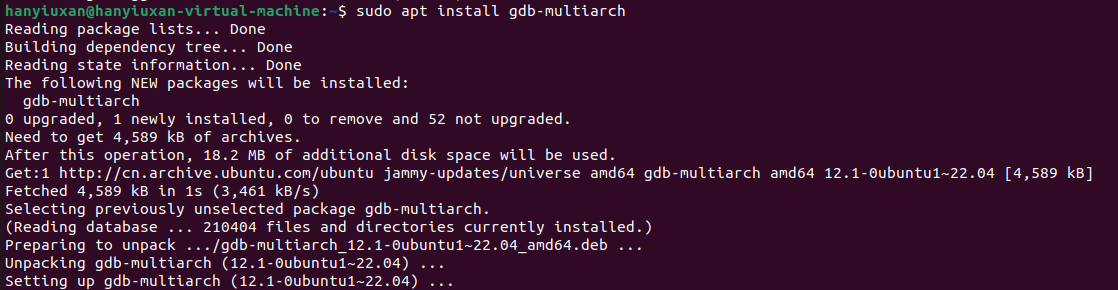 hanyiuxan@hanyiuxan-virtual-machine:~$ sudo apt install gdb-multiarch
Reading package lists... Done
Building dependency tree... Done
Reading state information... Done
The following NEW packages will be installed:
  gdb-multiarch
0 upgraded, 1 newly installed, 0 to remove and 52 not upgraded.
Need to get 4,589 kB of archives.
After this operation, 18.2 MB of additional disk space will be used.
Get:1 http://cn.archive.ubuntu.com/ubuntu jammy-updates/universe amd64 gdb-multiarch amd64 12.1-0ubuntu1~22.04 [4,589 kB]
Fetched 4,589 kB in 1s (3,461 kB/s)
Selecting previously unselected package gdb-multiarch.
(Reading database ... 210404 files and directories currently installed.)
Preparing to unpack .../gdb-multiarch_12.1-0ubuntu1~22.04_amd64.deb ...
Unpacking gdb-multiarch (12.1-0ubuntu1~22.04) ...
Setting up gdb-multiarch (12.1-0ubuntu1~22.04) ...